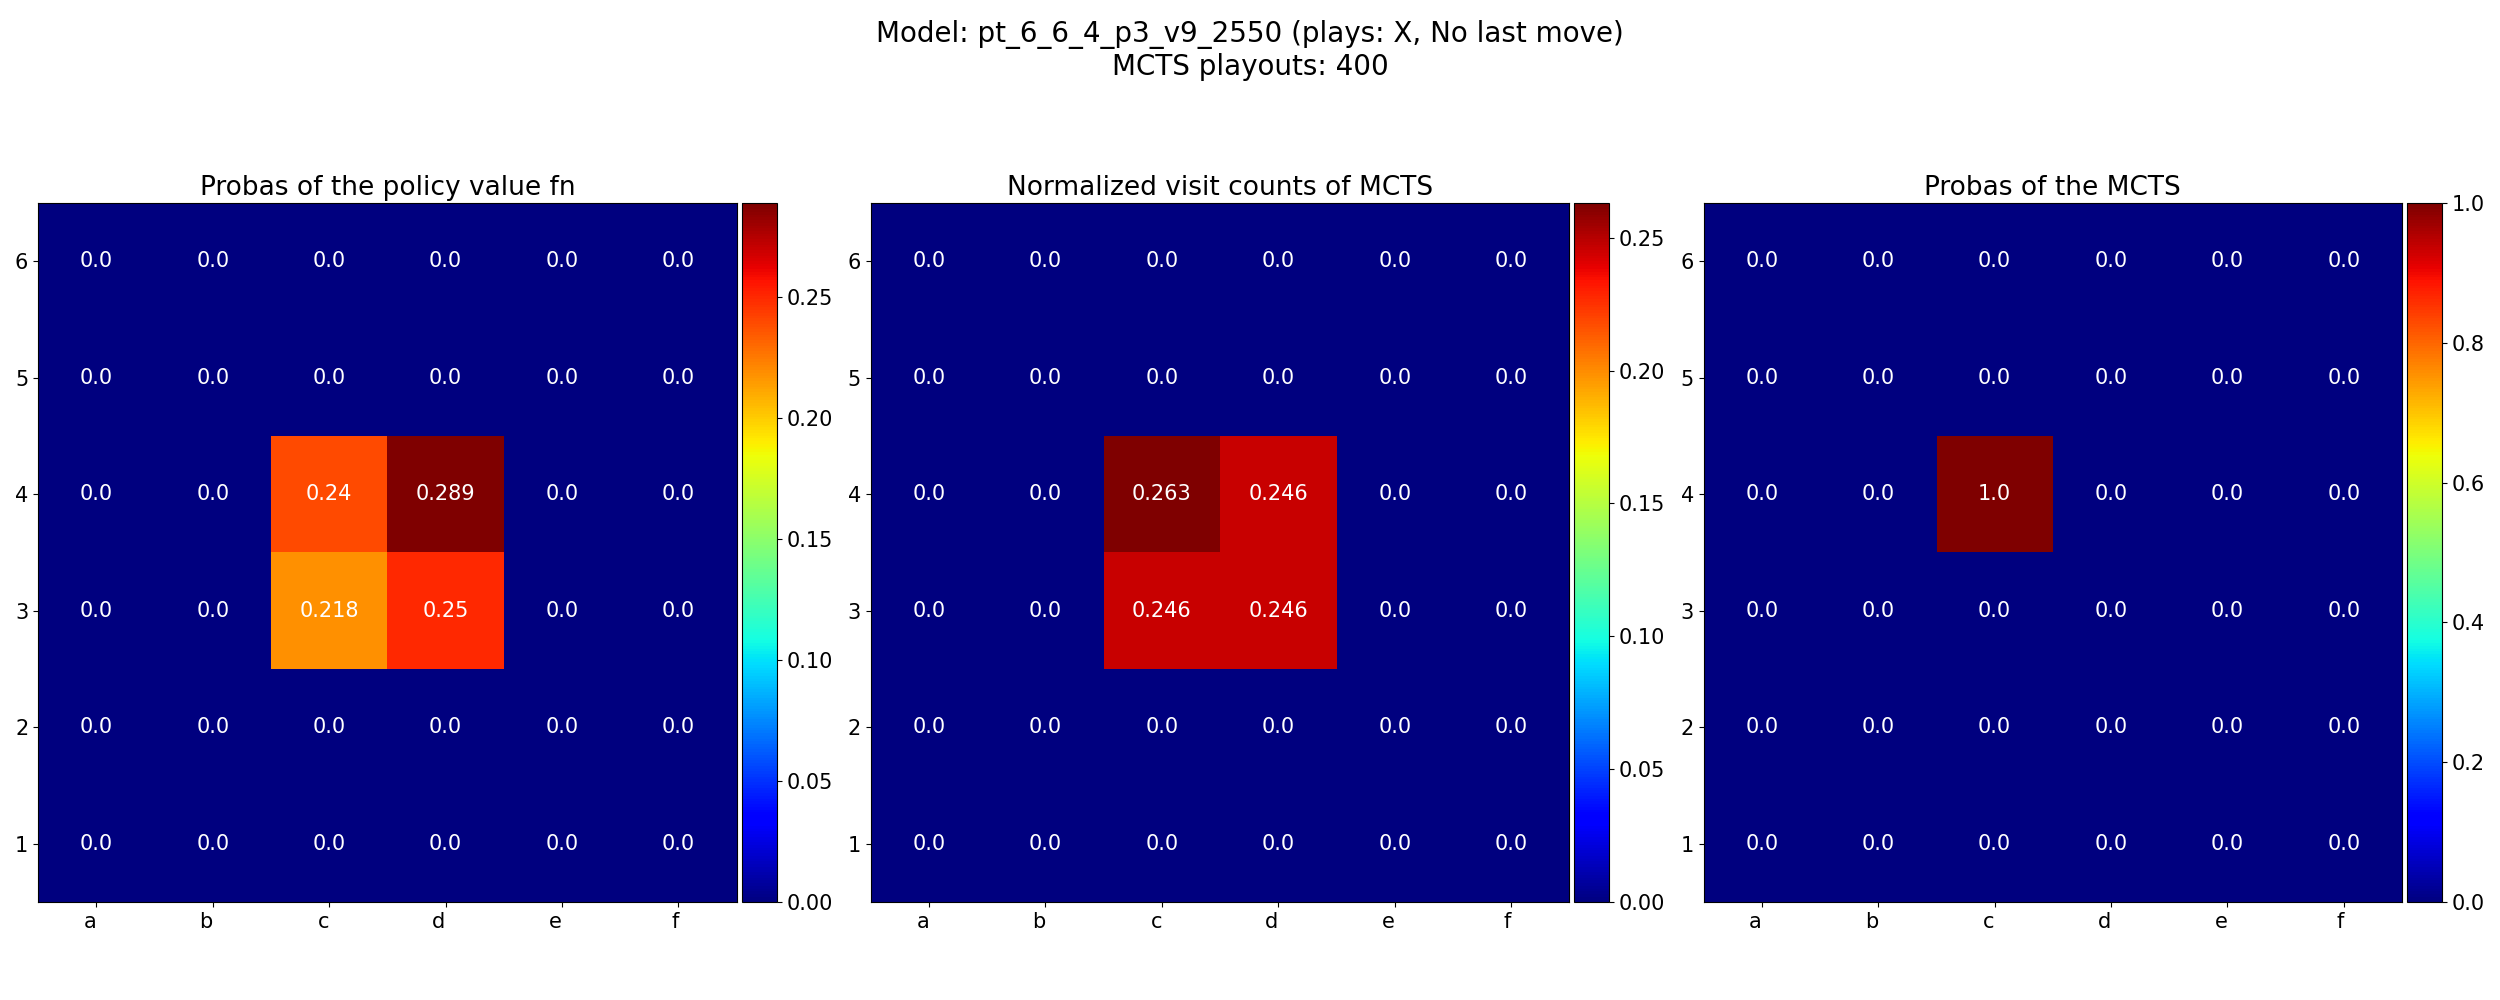 Model: pt_6_6_4_p3_v9_2550 (plays: X, No last move)
MCTS playouts: 400
Probas of the policy value fn
6 0.0 0.0 0.0 0.0 0.0 0.0
5 0.0 0.0 0.0 0.0 0.0 0.0
4 0.0 0.0 0.24 0.289 0.0 0.0
3 0.0 0.0 0.218 0.25 0.0 0.0
2 0.0 0.0 0.0 0.0 0.0 0.0
1 0.0 0.0 0.0 0.0 0.0 0.0
a b c d e f
0.25
0.20
0.15
0.10
0.05
0.00
Normalized visit counts of MCTS
6 0.0 0.0 0.0 0.0 0.0 0.0
5 0.0 0.0 0.0 0.0 0.0 0.0
4 0.0 0.0 0.263 0.246 0.0 0.0
3 0.0 0.0 0.246 0.246 0.0 0.0
2 0.0 0.0 0.0 0.0 0.0 0.0
1 0.0 0.0 0.0 0.0 0.0 0.0
a b c d e f
0.25
0.20
0.15
0.10
0.05
0.00
Probas of the MCTS
6 0.0 0.0 0.0 0.0 0.0 0.0
5 0.0 0.0 0.0 0.0 0.0 0.0
4 0.0 0.0 1.0 0.0 0.0 0.0
3 0.0 0.0 0.0 0.0 0.0 0.0
2 0.0 0.0 0.0 0.0 0.0 0.0
1 0.0 0.0 0.0 0.0 0.0 0.0
a b c d e f
1.0
0.8
0.6
0.4
0.2
0.0